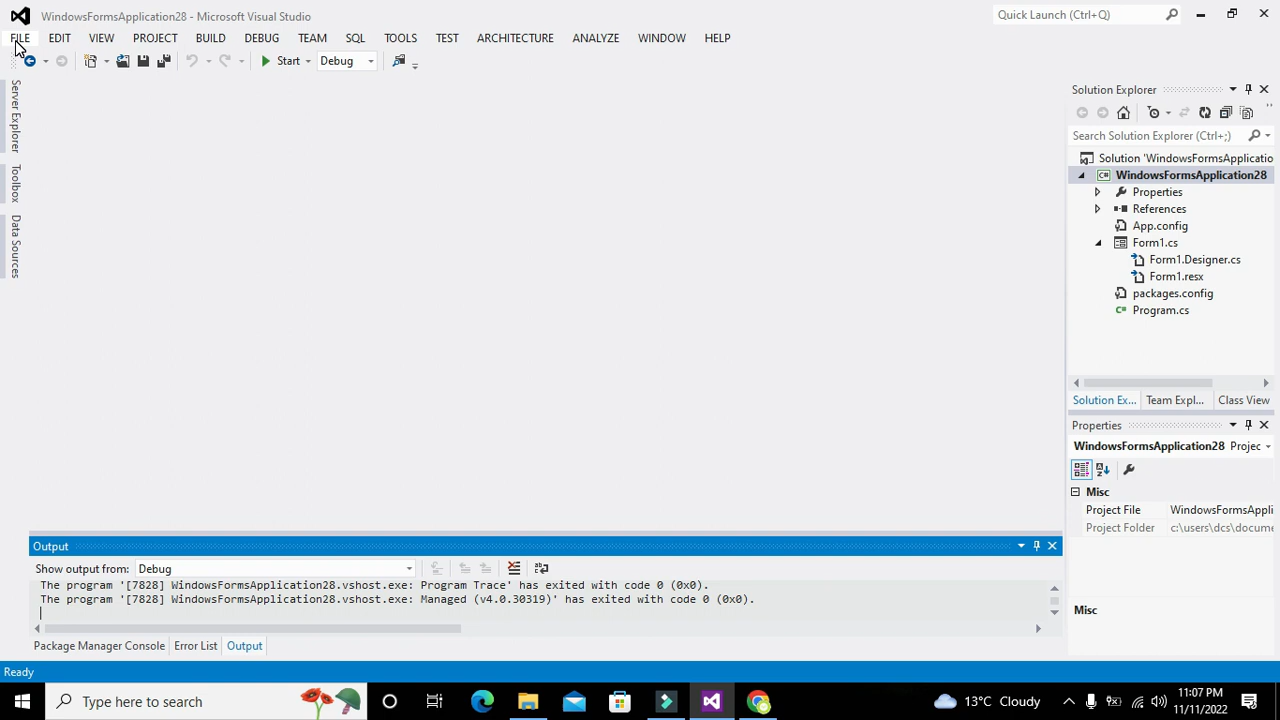 WindowsFormsApplication28 - Microsoft Visual Studio
Quick Launch (Ctrl+Q)
FILE EDIT VIEW PROJECT BUILD DEBUG TEAM SQL TOOLS TEST ARCHITECTURE ANALYZE WINDOW HELP
Start Debug
Server Explorer
Toolbox
Data Sources
Solution Explorer
Search Solution Explorer (Ctrl+;)
Solution 'WindowsFormsApplicatio
WindowsFormsApplication28
Properties
References
App.config
Form1.cs
Form1.Designer.cs
Form1.resx
packages.config
Program.cs
Solution Ex... Team Expl... Class View
Properties
WindowsFormsApplication28 Projec
Misc
Project File WindowsFormsAppli
Project Folder c:\users\dcs\docume
Misc
Output
Show output from: Debug
The program '[7828] WindowsFormsApplication28.vshost.exe: Program Trace' has exited with code 0 (0x0).
The program '[7828] WindowsFormsApplication28.vshost.exe: Managed (v4.0.30319)' has exited with code 0 (0x0).
Package Manager Console Error List Output
Ready
Type here to search
13°C Cloudy
11:07 PM
11/11/2022